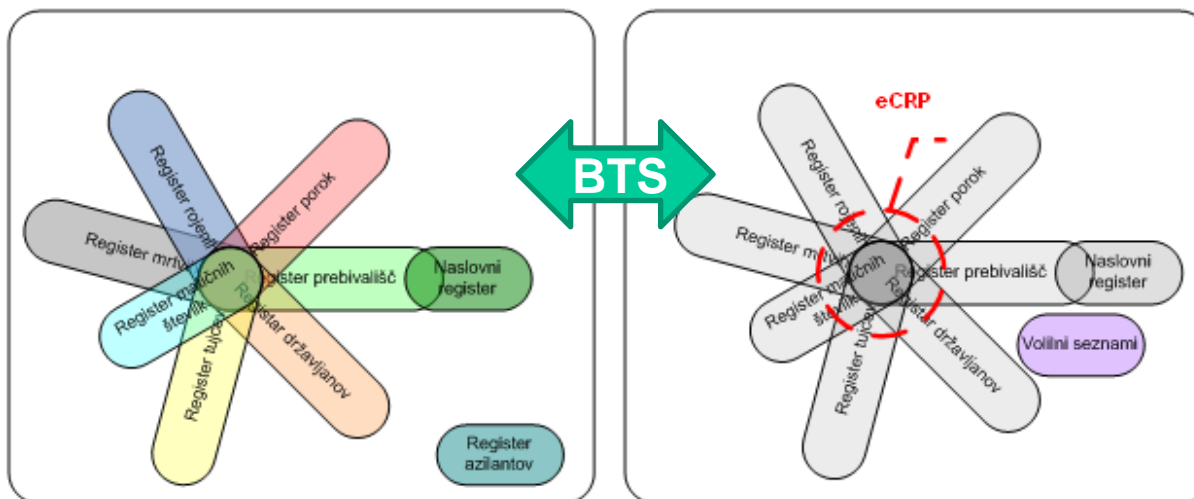 Register rojenih
Register porok
Register mrtvih
Register prebivališč
Naslovni
register
Register matičnih
številk
Register tujcev
Registar državljanov
Register
azilantov
BTS
eCRP
Register rojenih
Register porok
Register mrtvih
Register prebivališč
Naslovni
register
Register matičnih
številk
Register tujcev
Registar državljanov
Volilni seznami